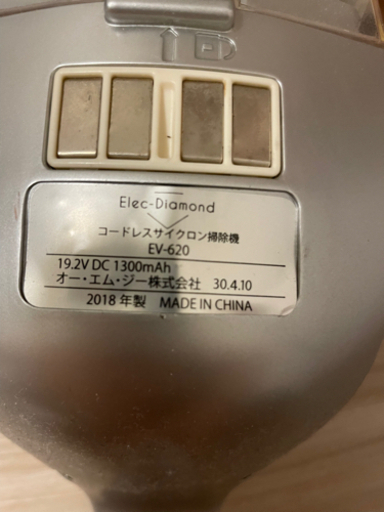 Elec-Diamond
コードレスサイクロン掃除機
EV-620
19.2V DC 1300mAh
オー・エム・ジー株式会社 30.4.10
2018 年製 MADE IN CHINA